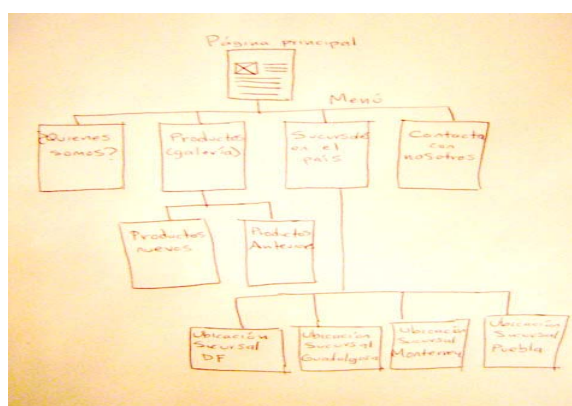 Página principal
Menú
¿Quienes
somos?
Productos
(galería)
Sucursales
en el
país
Contacta
con
nosotros
Productos
nuevos
Productos
Anteriores
Ubicación
Sucursal
DF
Ubicación
Sucursal
Guadalajara
Ubicación
Sucursal
Monterrey
Ubicación
Sucursal
Puebla